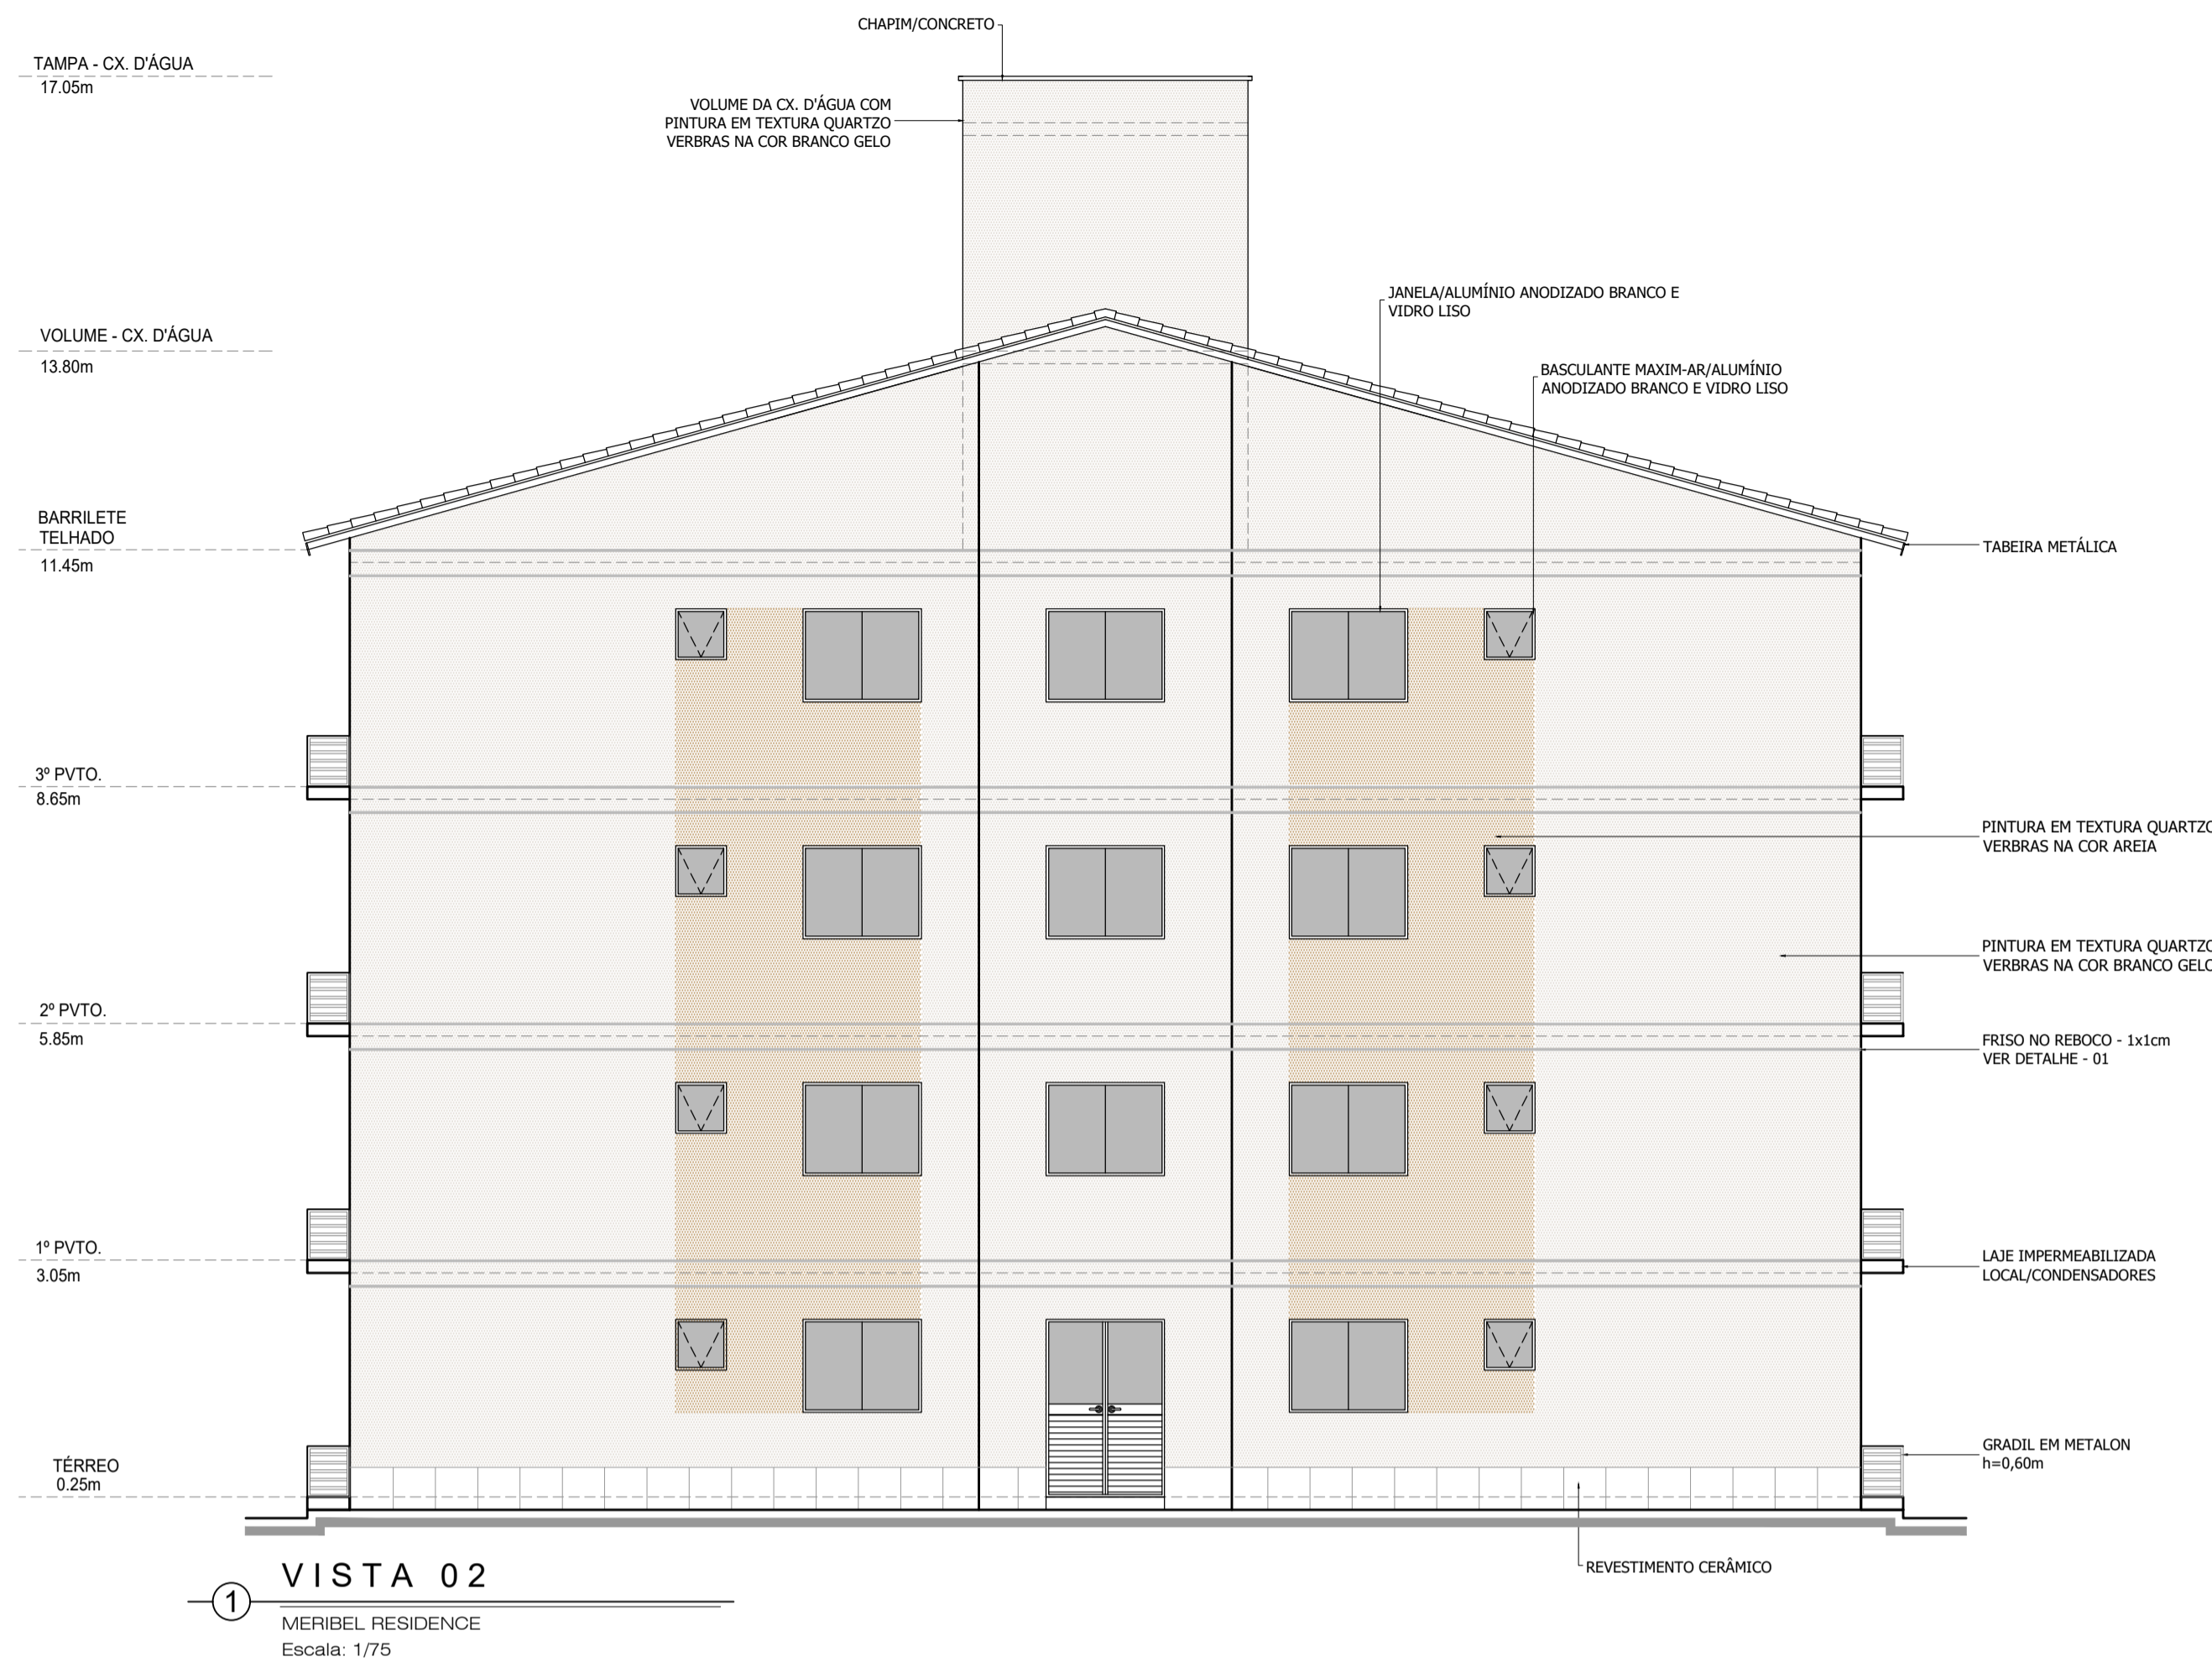 CHAPIM/CONCRETO
TAMPA - CX. D'ÁGUA
17.05m
VOLUME DA CX. D'ÁGUA COM
PINTURA EM TEXTURA QUARTZO
VERBRAS NA COR BRANCO GELO
JANELA/ALUMÍNIO ANODIZADO BRANCO E
VIDRO LISO
VOLUME - CX. D'ÁGUA
13.80m
BASCULANTE MAXIM-AR/ALUMÍNIO
ANODIZADO BRANCO E VIDRO LISO
BARRILETE
TELHADO
11.45m
TABEIRA METÁLICA
3º PVTO.
8.65m
PINTURA EM TEXTURA QUARTZO
VERBRAS NA COR AREIA
PINTURA EM TEXTURA QUARTZO
VERBRAS NA COR BRANCO GELO
2º PVTO.
5.85m
FRISO NO REBOCO - 1x1cm
VER DETALHE - 01
1º PVTO.
3.05m
LAJE IMPERMEABILIZADA
LOCAL/CONDENSADORES
GRADIL EM METALON
h=0,60m
TÉRREO
0.25m
REVESTIMENTO CERÂMICO
1
VISTA 02
MERIBEL RESIDENCE
Escala: 1/75